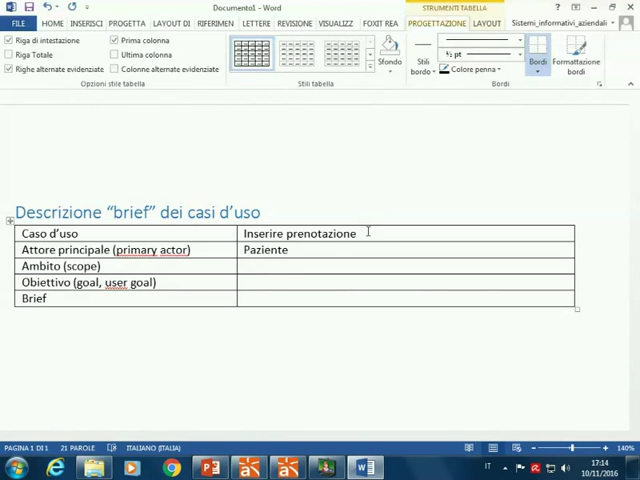 Documento1 - Word
STRUMENTI TABELLA
FILE HOME INSERISCI PROGETTA LAYOUT DI RIFERIMEN LETTERE REVISIONE VISUALIZZ FOXIT REA PROGETTAZIONE LAYOUT Sistemi_informativi_aziendali
Riga di intestazione Prima colonna
Riga Totale Ultima colonna
Righe alternate evidenziate Colonne alternate evidenziate
Sfondo
Stili bordo
½ pt
Colore penna
Bordi
Formattazione bordi
Opzioni stile tabella Stili tabella Bordi
Descrizione “brief” dei casi d’uso
Caso d’uso Inserire prenotazione
Attore principale (primary actor) Paziente
Ambito (scope)
Obiettivo (goal, user goal)
Brief
PAGINA 1 DI 1 21 PAROLE ITALIANO (ITALIA) 140%
IT 17:14
10/11/2016